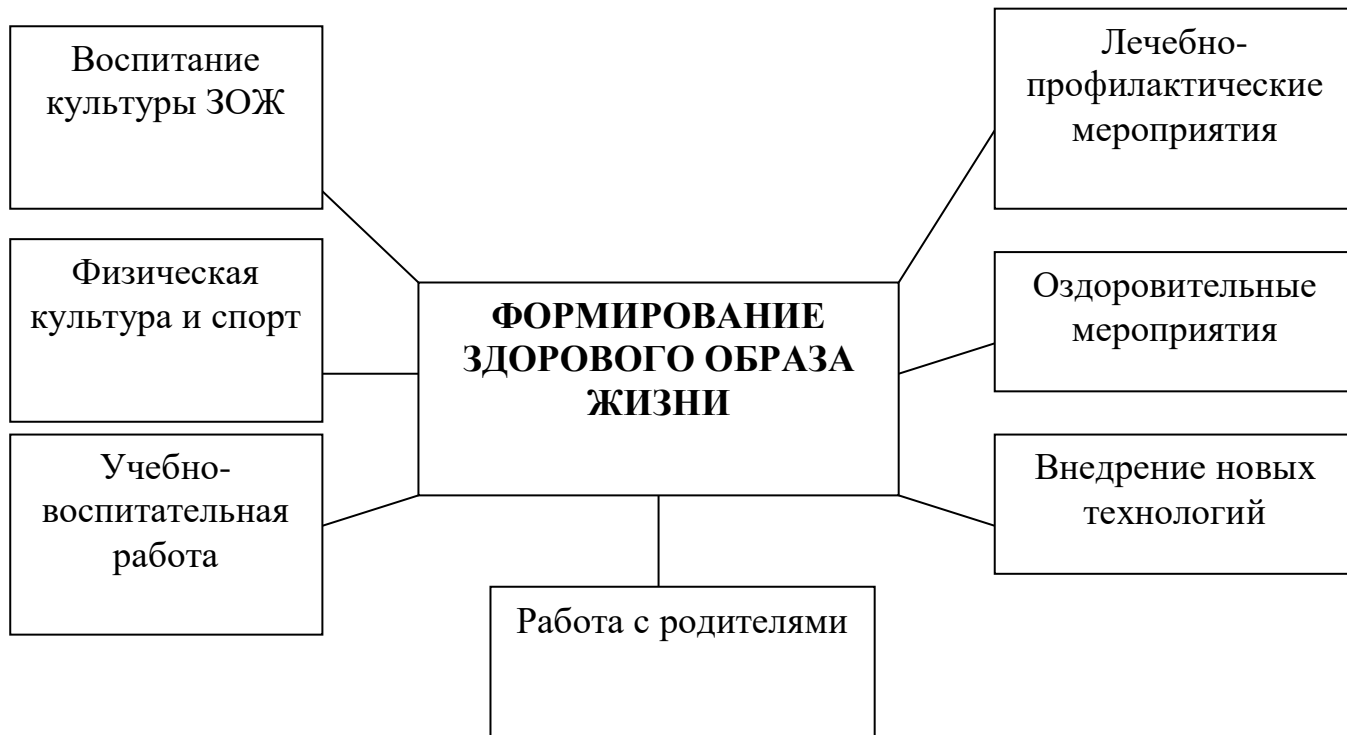 Воспитание
культуры ЗОЖ
Физическая
культура и спорт
Учебно-
воспитательная
работа
ФОРМИРОВАНИЕ
ЗДОРОВОГО ОБРАЗА
ЖИЗНИ
Работа с родителями
Лечебно-
профилактические
мероприятия
Оздоровительные
мероприятия
Внедрение новых
технологий